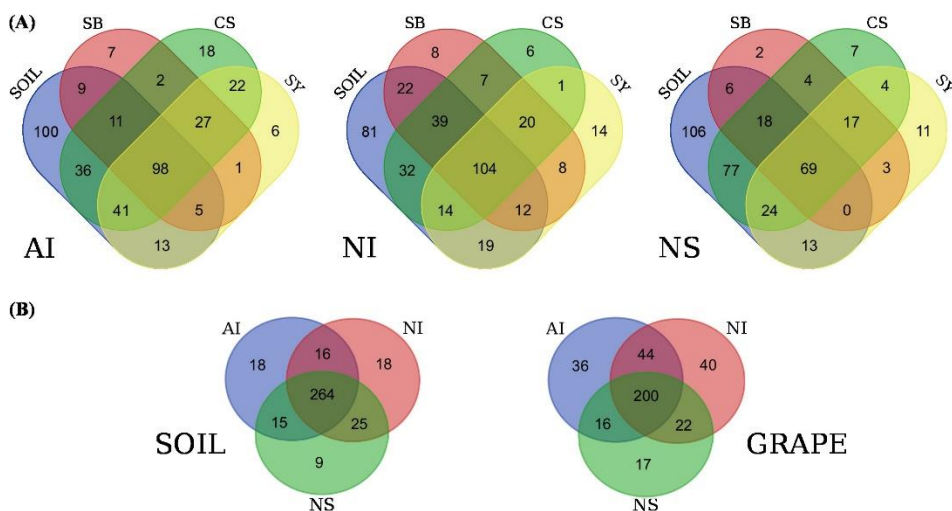 (A)
SB CS SB CS SB CS
SOIL SY SOIL SY SOIL SY
7 18 8 6 2 7
9 2 22 22 7 1 6 4 4
100 11 27 6 81 39 20 14 106 18 17 11
36 98 1 32 104 8 77 69 3
41 5 14 12 24 0
13 19 13
AI NI NS
(B)
AI NI AI NI
18 16 18 36 44 40
264 200
15 25 16 22
SOIL 9 17 GRAPE
NS NS